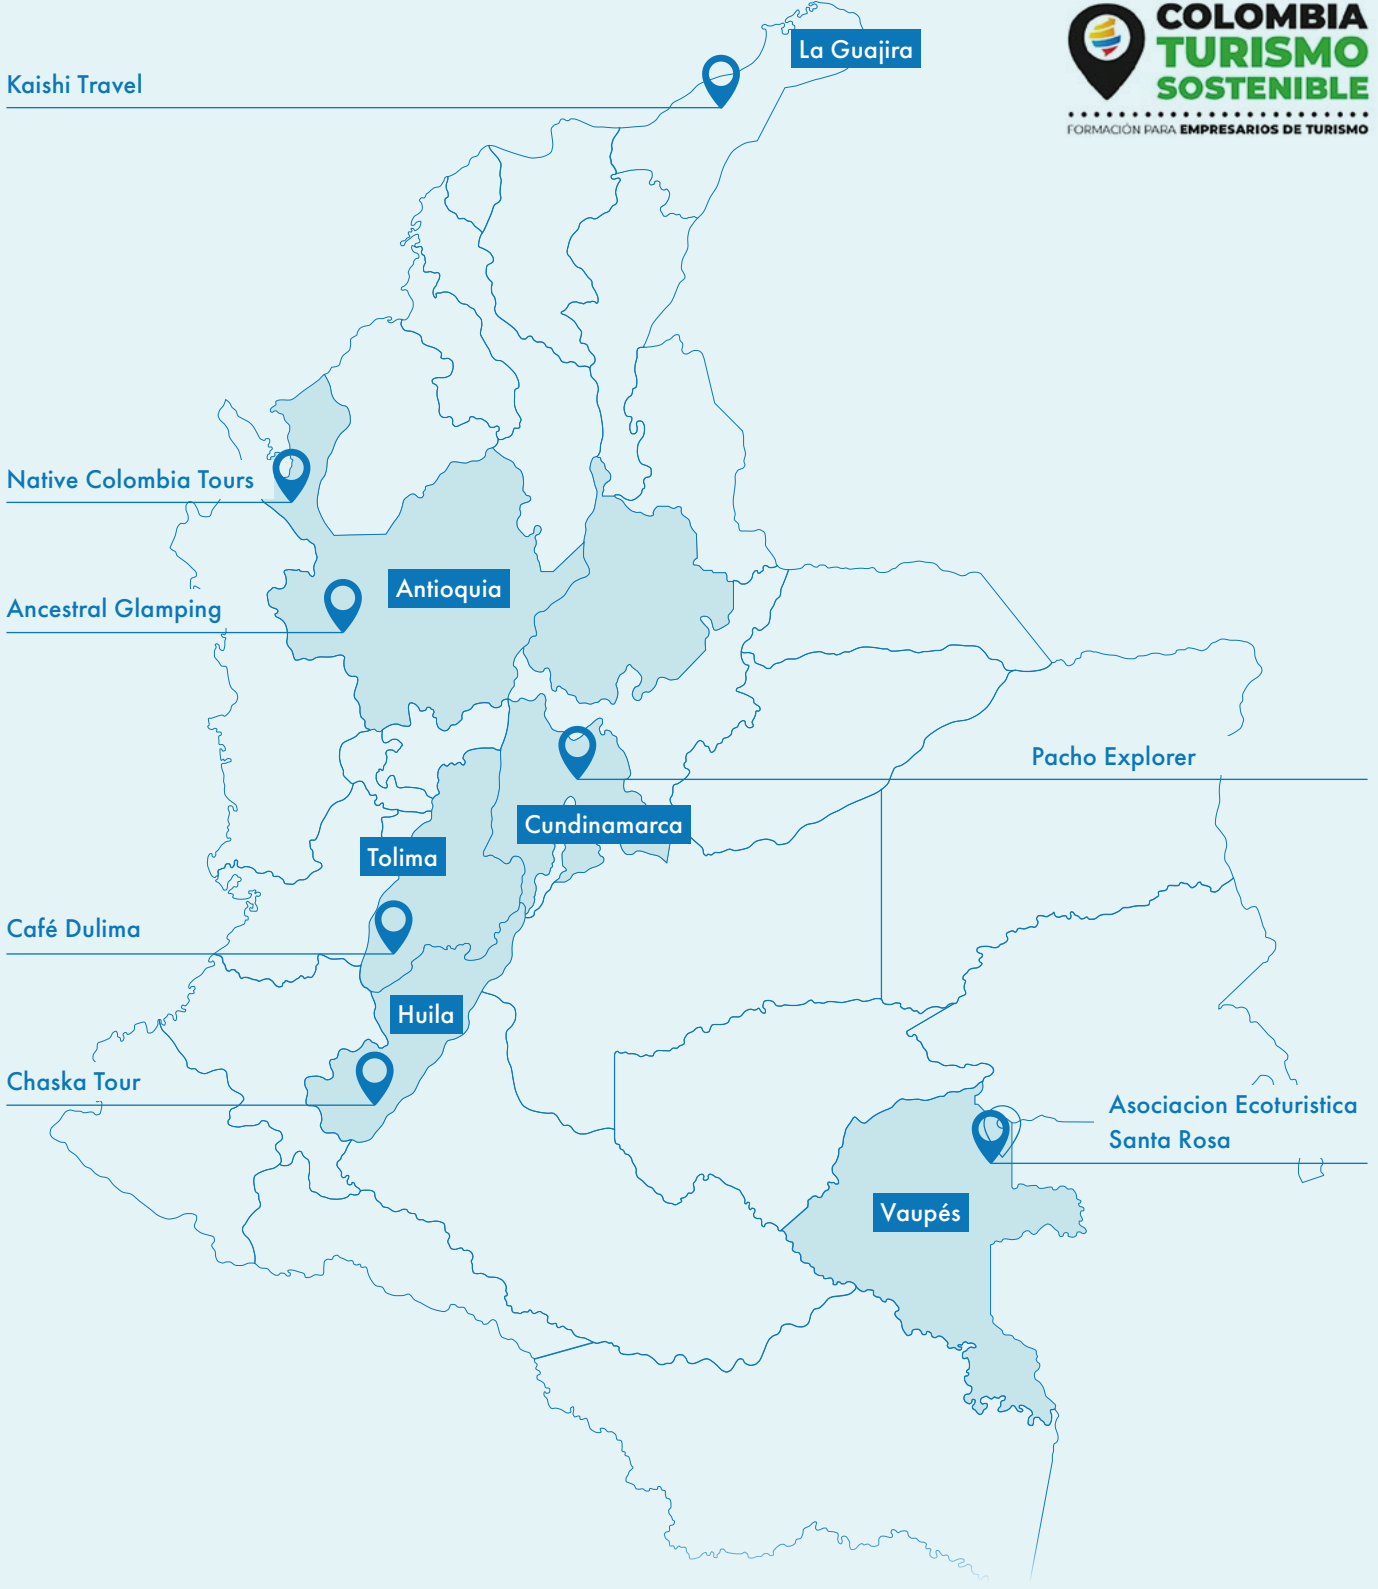 COLOMBIA
TURISMO
SOSTENIBLE
FORMACIÓN PARA EMPRESARIOS DE TURISMO
La Guajira
Kaishi Travel
Native Colombia Tours
Antioquia
Ancestral Glamping
Pacho Explorer
Cundinamarca
Tolima
Café Dulima
Huila
Chaska Tour
Asociacion Ecoturistica
Santa Rosa
Vaupés